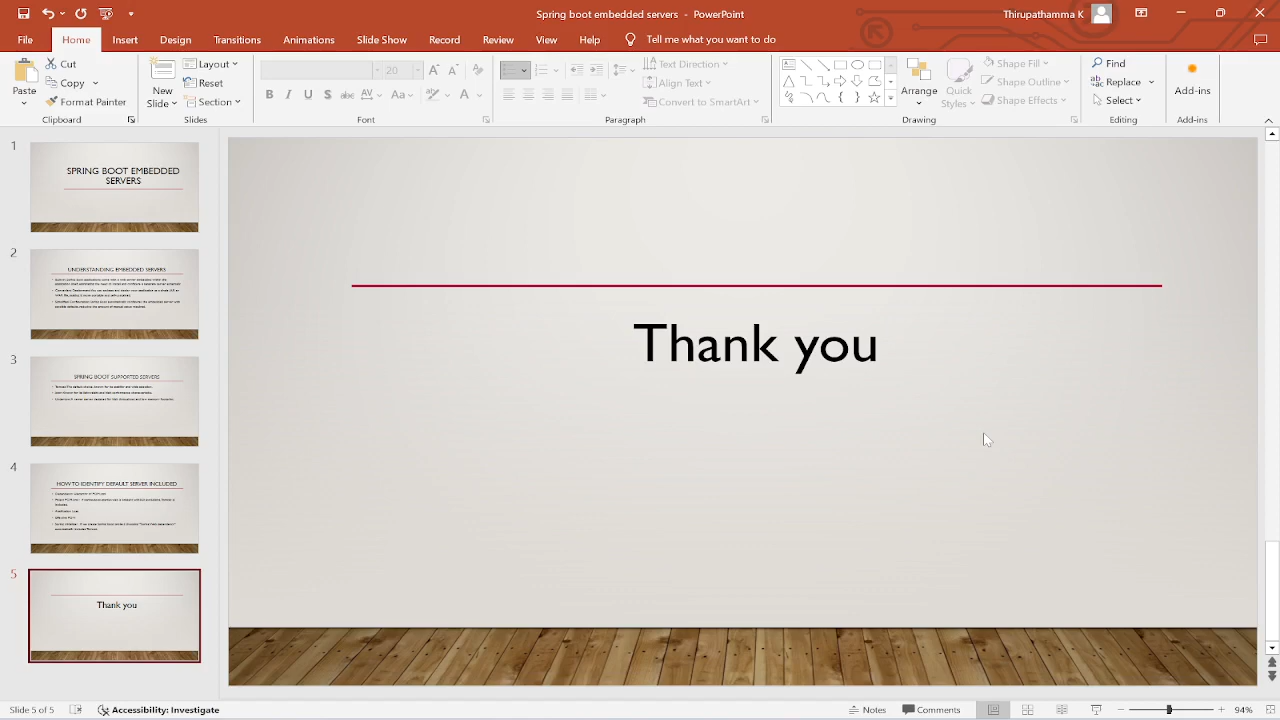 Spring boot embedded servers - PowerPoint
Thirupathamma K
File Home Insert Design Transitions Animations Slide Show Record Review View Help Tell me what you want to do
Paste
Cut
Copy
Format Painter
Clipboard
New
Slide
Layout
Reset
Section
Slides
20
Font
Text Direction
Align Text
Convert to SmartArt
Paragraph
Arrange
Quick
Styles
Shape Fill
Shape Outline
Shape Effects
Drawing
Find
Replace
Select
Editing
Add-ins
Add-ins
1
SPRING BOOT EMBEDDED
SERVERS
2
UNDERSTANDING EMBEDDED SERVERS
3
SPRING BOOT SUPPORTED SERVERS
4
HOW TO IDENTIFY DEFAULT SERVER INCLUDED
5
Thank you
Thank you
Slide 5 of 5
Accessibility: Investigate
Notes
Comments
94%